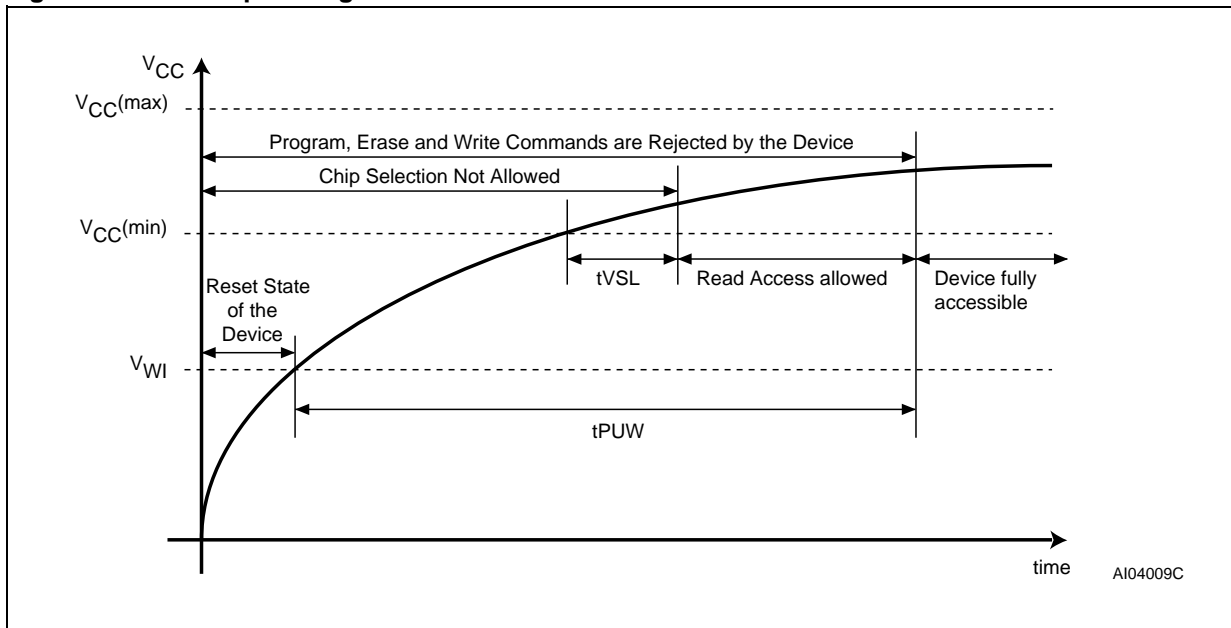 VCC
VCC(max)
Program, Erase and Write Commands are Rejected by the Device
Chip Selection Not Allowed
VCC(min)
tVSL
Read Access allowed
Device fully
accessible
Reset State
of the
Device
VWI
tPUW
time
AI04009C